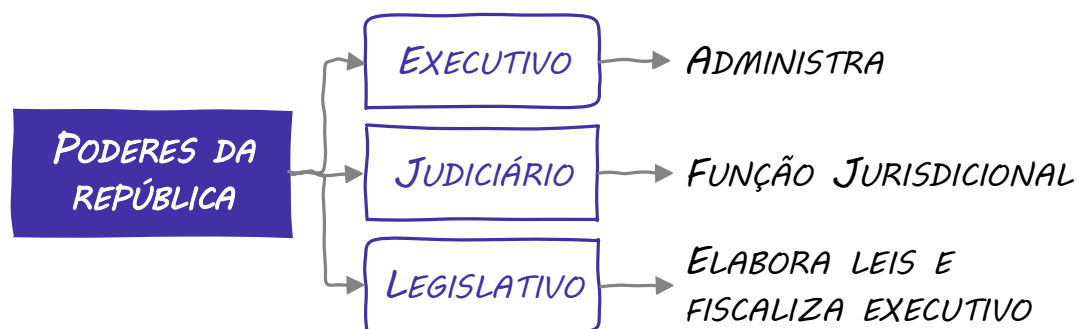 PODERES DA
REPÚBLICA
EXECUTIVO
ADMINISTRA
JUDICIÁRIO
FUNÇÃO JURISDICIONAL
LEGISLATIVO
ELABORA LEIS E
FISCALIZA EXECUTIVO